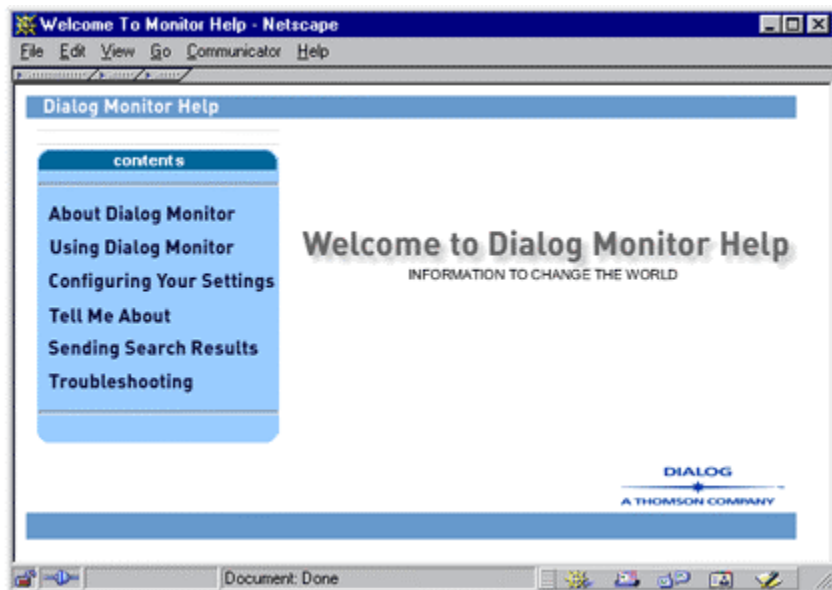 Welcome To Monitor Help - Netscape
File Edit View Go Communicator Help
Dialog Monitor Help
contents
About Dialog Monitor
Using Dialog Monitor
Configuring Your Settings
Tell Me About
Sending Search Results
Troubleshooting
Welcome to Dialog Monitor Help
INFORMATION TO CHANGE THE WORLD
DIALOG
A THOMSON COMPANY
Document: Done